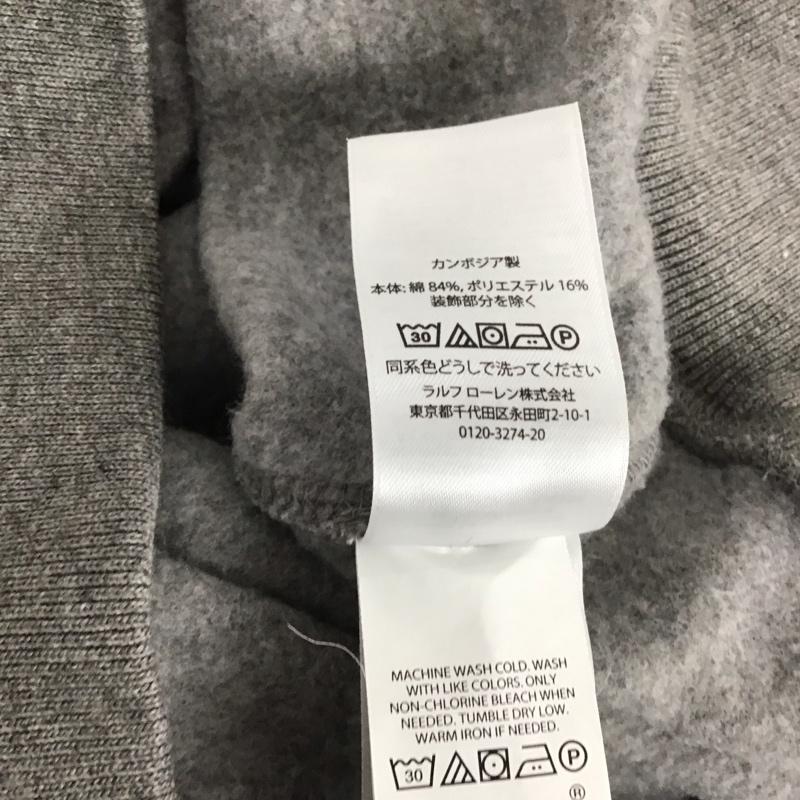 カンボジア製
本体: 綿 84%, ポリエステル 16%
装飾部分を除く
30 P
同系色どうしで洗ってください
ラルフ ローレン株式会社
東京都千代田区永田町2-10-1
0120-3274-20
MACHINE WASH COLD. WASH
WITH LIKE COLORS. ONLY
NON-CHLORINE BLEACH WHEN
NEEDED. TUMBLE DRY LOW.
WARM IRON IF NEEDED.
30 P
®